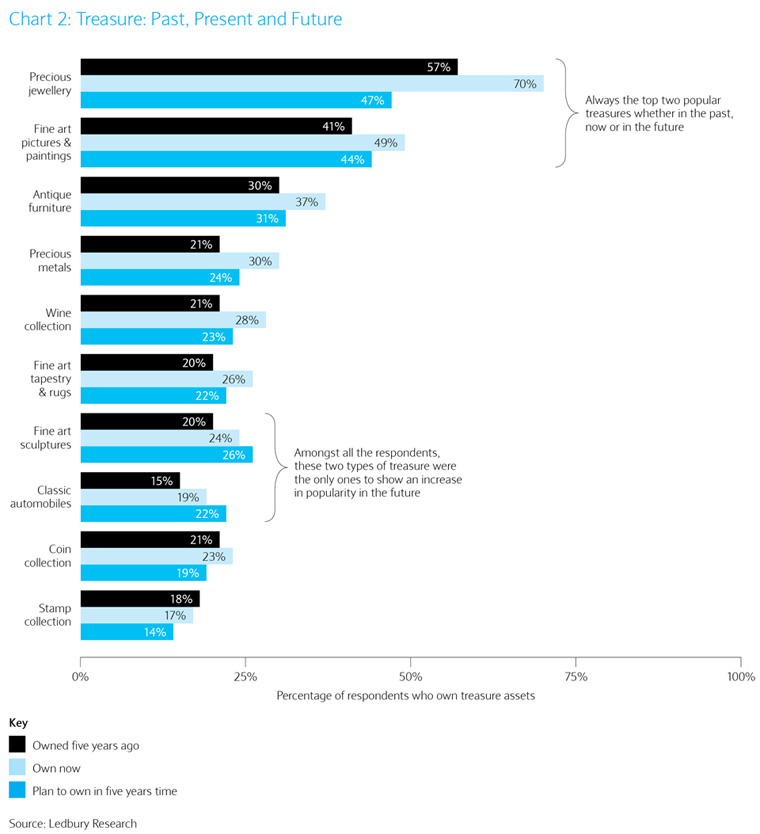 Chart 2: Treasure: Past, Present and Future
Precious
jewellery
57%
70%
47%
Always the top two popular
treasures whether in the past,
now or in the future
Fine art
pictures &
paintings
41%
49%
44%
Antique
furniture
30%
37%
31%
Precious
metals
21%
30%
24%
Wine
collection
21%
28%
23%
Fine art
tapestry
& rugs
20%
26%
22%
Fine art
sculptures
20%
24%
26%
Amongst all the respondents,
these two types of treasure were
the only ones to show an increase
in popularity in the future
Classic
automobiles
15%
19%
22%
Coin
collection
21%
23%
19%
Stamp
collection
18%
17%
14%
0% 25% 50% 75% 100%
Percentage of respondents who own treasure assets
Key
Owned five years ago
Own now
Plan to own in five years time
Source: Ledbury Research